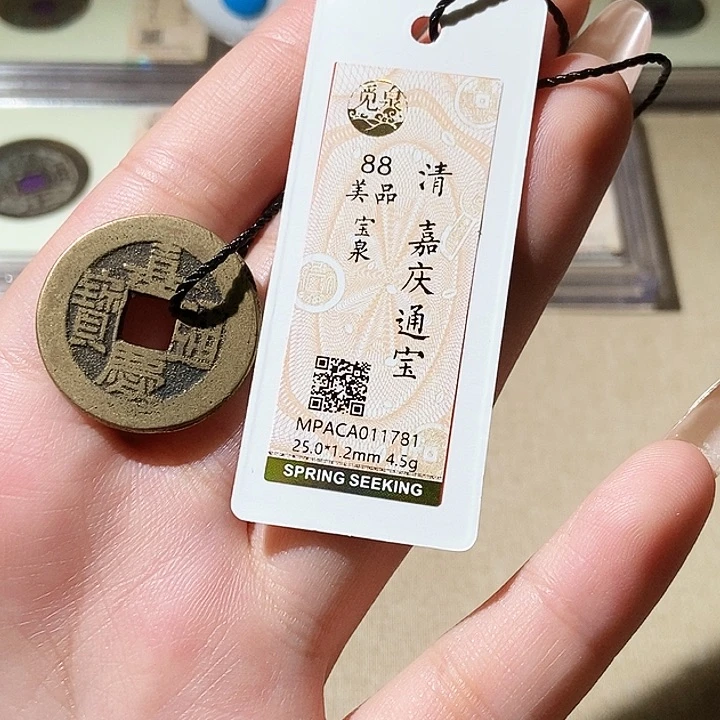 觅泉
88
美品
宝泉
清 嘉庆通宝
MPACA011781
25.0*1.2mm 4.5g
SPRING SEEKING
嘉慶通寶